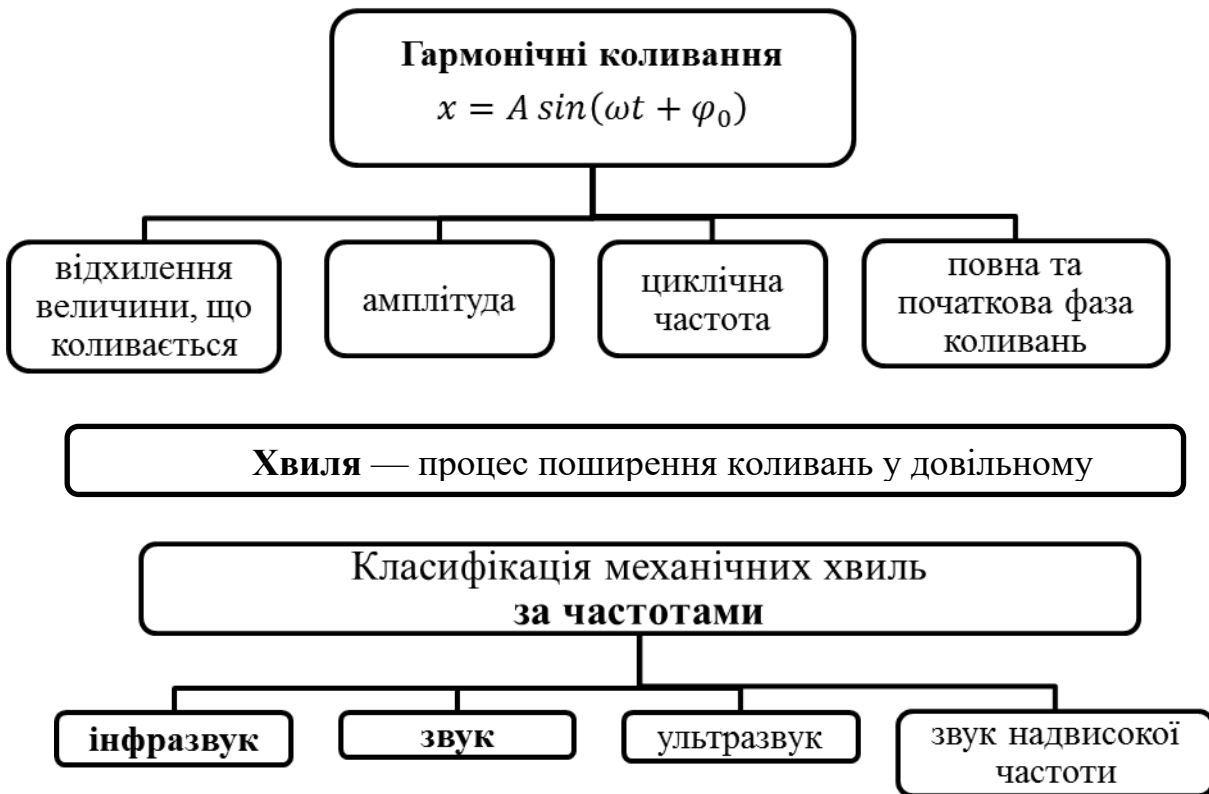 Гармонічні коливання
x = A sin(ωt + φ₀)
відхилення
величини, що
коливається
амплітуда
циклічна
частота
повна та
початкова фаза
коливань
Хвиля — процес поширення коливань у довільному
Класифікація механічних хвиль
за частотами
інфразвук
звук
ультразвук
звук надвисокої
частоти